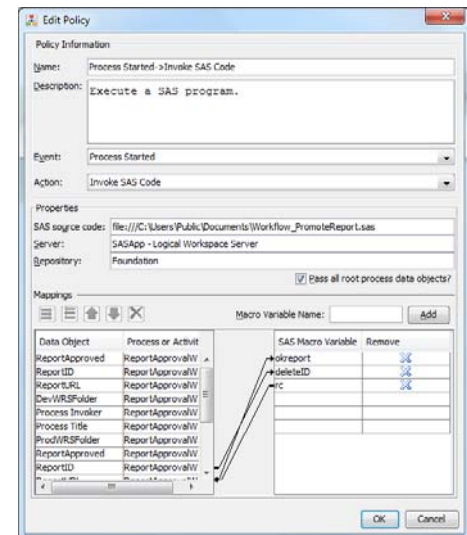 Edit Policy
Policy Information
Name: Process Started->Invoke SAS Code
Description: Execute a SAS program.
Event: Process Started
Action: Invoke SAS Code
Properties
SAS source code: file:///C:\Users\Public\Documents\Workflow_PromoteReport.sas
Server: SASApp - Logical Workspace Server
Repository: Foundation
Pass all root process data objects?
Mappings
Macro Variable Name: Add
Data Object Process or Activit SAS Macro Variable Remove
ReportApproved ReportApprovalW okreport
ReportID ReportApprovalW deleteID
ReportURL ReportApprovalW rc
DevWRSFolder ReportApprovalW
Process Invoker ReportApprovalW
Process Title ReportApprovalW
ProdWRSFolder ReportApprovalW
ReportApproved ReportApprovalW
ReportID ReportApprovalW
OK Cancel